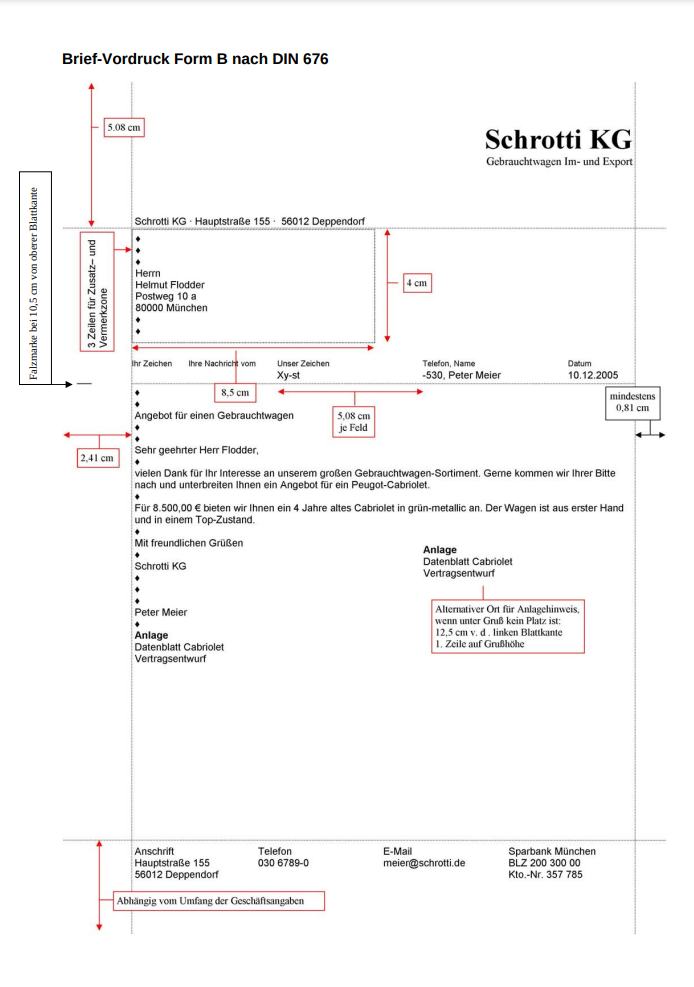 Brief-Vordruck Form B nach DIN 676
5.08 cm
Schrotti KG
Gebrauchtwagen Im- und Export
Falzmarke bei 10,5 cm von oberer Blattkante
Schrotti KG · Hauptstraße 155 · 56012 Deppendorf
3 Zeilen für Zusatz– und
Vermerkzone
Herrn
Helmut Flodder
Postweg 10 a
80000 München
4 cm
Ihr Zeichen Ihre Nachricht vom Unser Zeichen Telefon, Name Datum
Xy-st -530, Peter Meier 10.12.2005
8,5 cm
5,08 cm
je Feld
mindestens
0,81 cm
2,41 cm
Angebot für einen Gebrauchtwagen
Sehr geehrter Herr Flodder,
vielen Dank für Ihr Interesse an unserem großen Gebrauchtwagen-Sortiment. Gerne kommen wir Ihrer Bitte
nach und unterbreiten Ihnen ein Angebot für ein Peugot-Cabriolet.
Für 8.500,00 € bieten wir Ihnen ein 4 Jahre altes Cabriolet in grün-metallic an. Der Wagen ist aus erster Hand
und in einem Top-Zustand.
Mit freundlichen Grüßen
Schrotti KG
Peter Meier
Anlage
Datenblatt Cabriolet
Vertragsentwurf
Anlage
Datenblatt Cabriolet
Vertragsentwurf
Alternativer Ort für Anlagehinweis,
wenn unter Gruß kein Platz ist:
12,5 cm v. d . linken Blattkante
1. Zeile auf Grußhöhe
Anschrift Telefon E-Mail Sparbank München
Hauptstraße 155 030 6789-0 meier@schrotti.de BLZ 200 300 00
56012 Deppendorf Kto.-Nr. 357 785
Abhängig vom Umfang der Geschäftsangaben